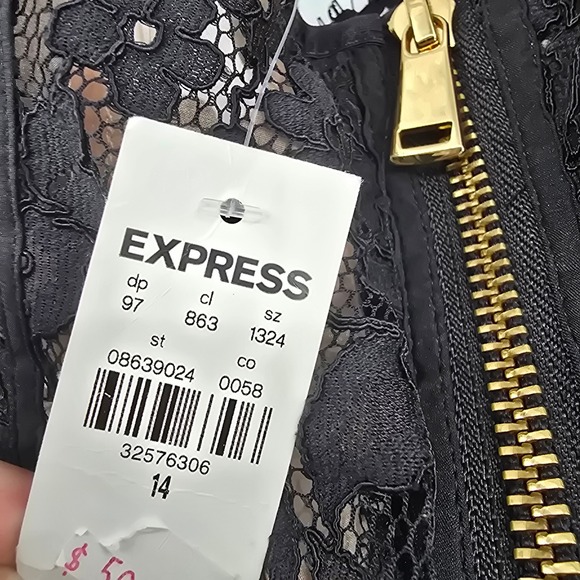 EXPRESS
dp cl sz
97 863 1324
st co
08639024 0058
32576306
14